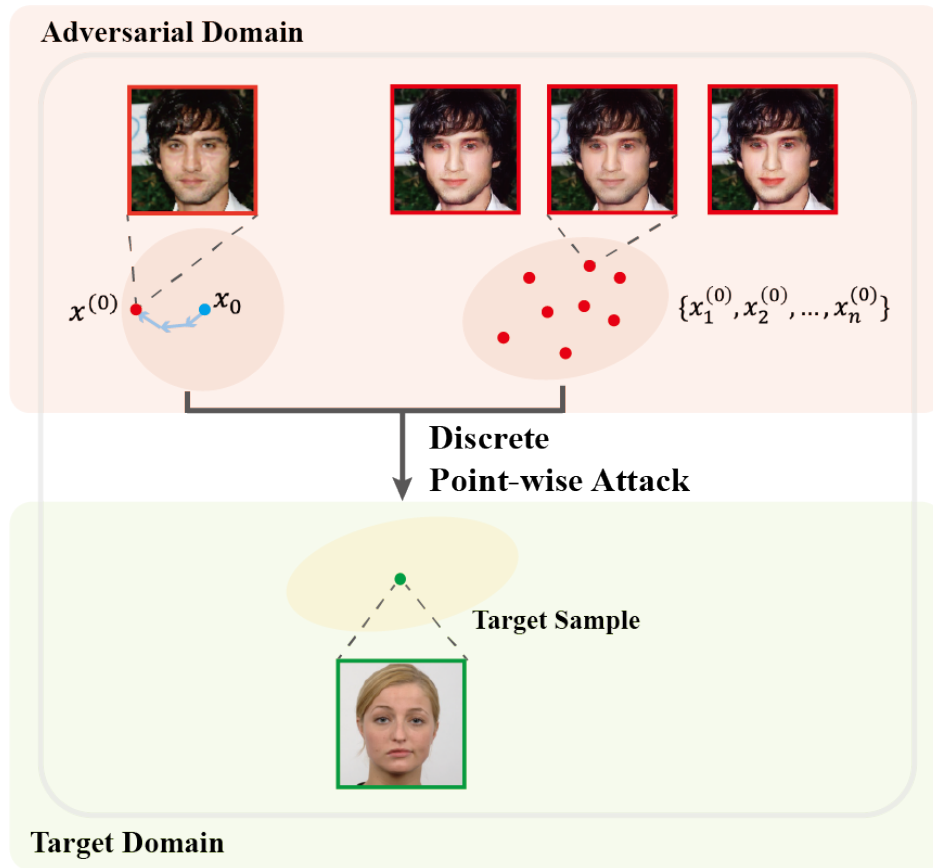 Adversarial Domain
x^{(0)}
x_0
\{x_1^{(0)}, x_2^{(0)}, ..., x_n^{(0)}\}
Discrete
Point-wise Attack
Target Sample
Target Domain